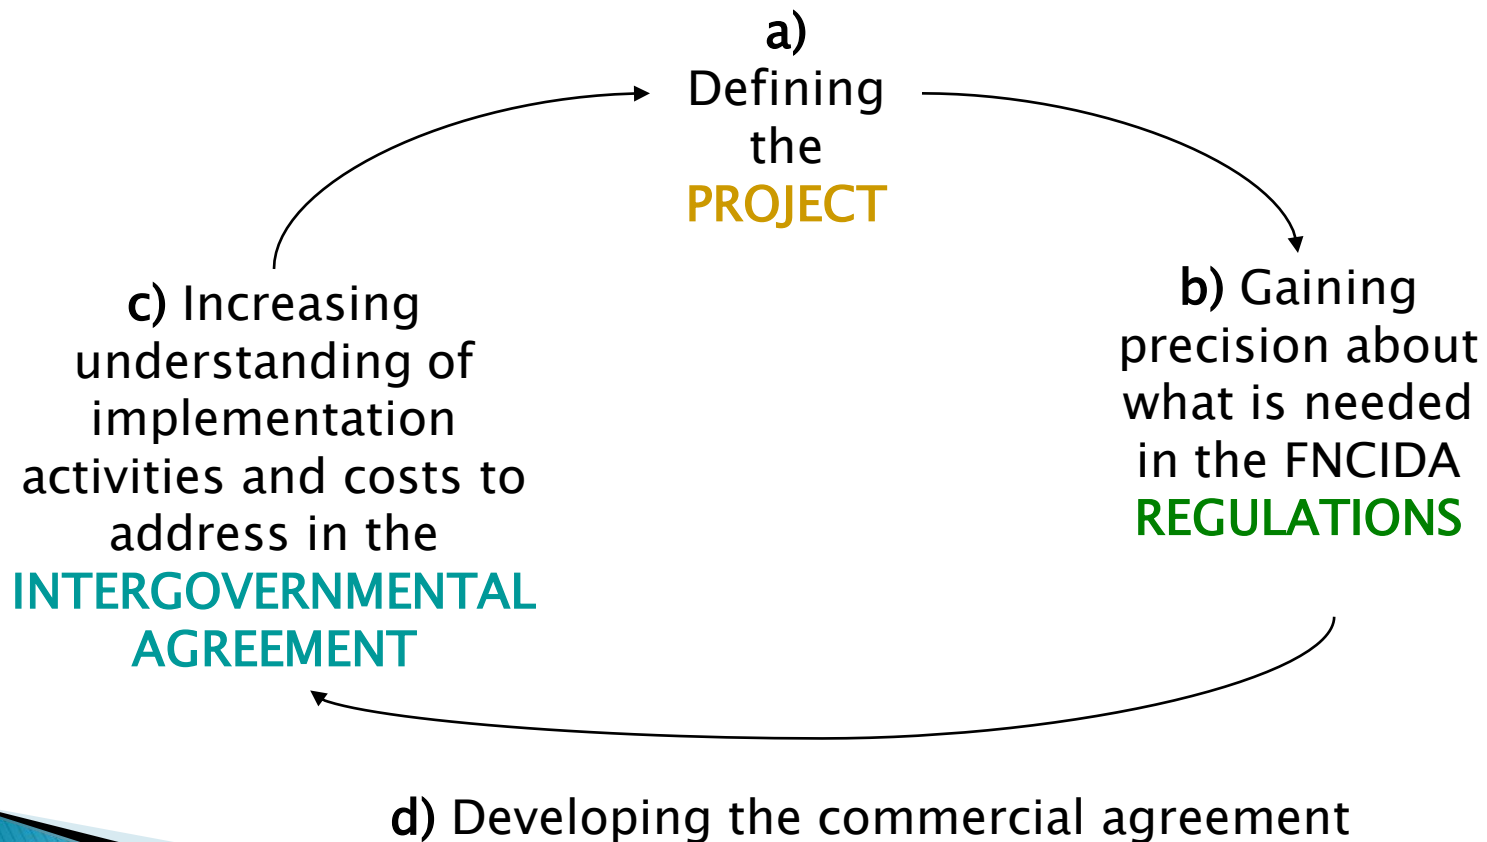 a)
Defining
the
PROJECT
b) Gaining
precision about
what is needed
in the FNCIDA
REGULATIONS
c) Increasing
understanding of
implementation
activities and costs to
address in the
INTERGOVERNMENTAL
AGREEMENT
d) Developing the commercial agreement